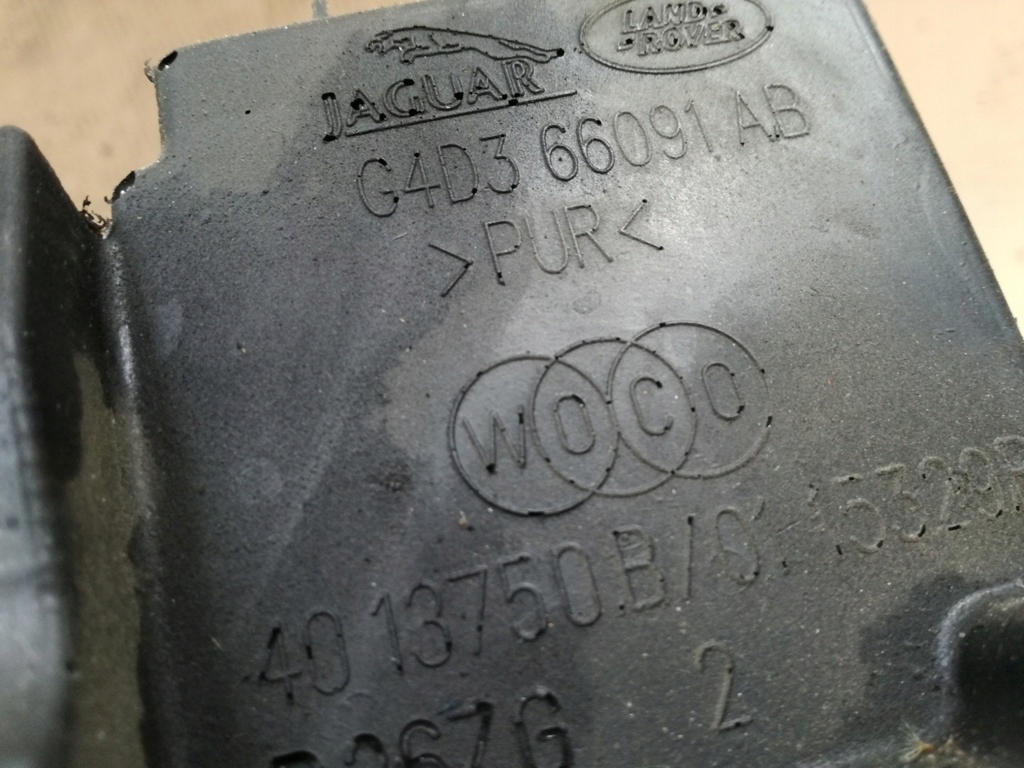 JAGUAR LAND ROVER
G4D3 66091 AB
>PUR<
WOCO
40 13750.B/
2